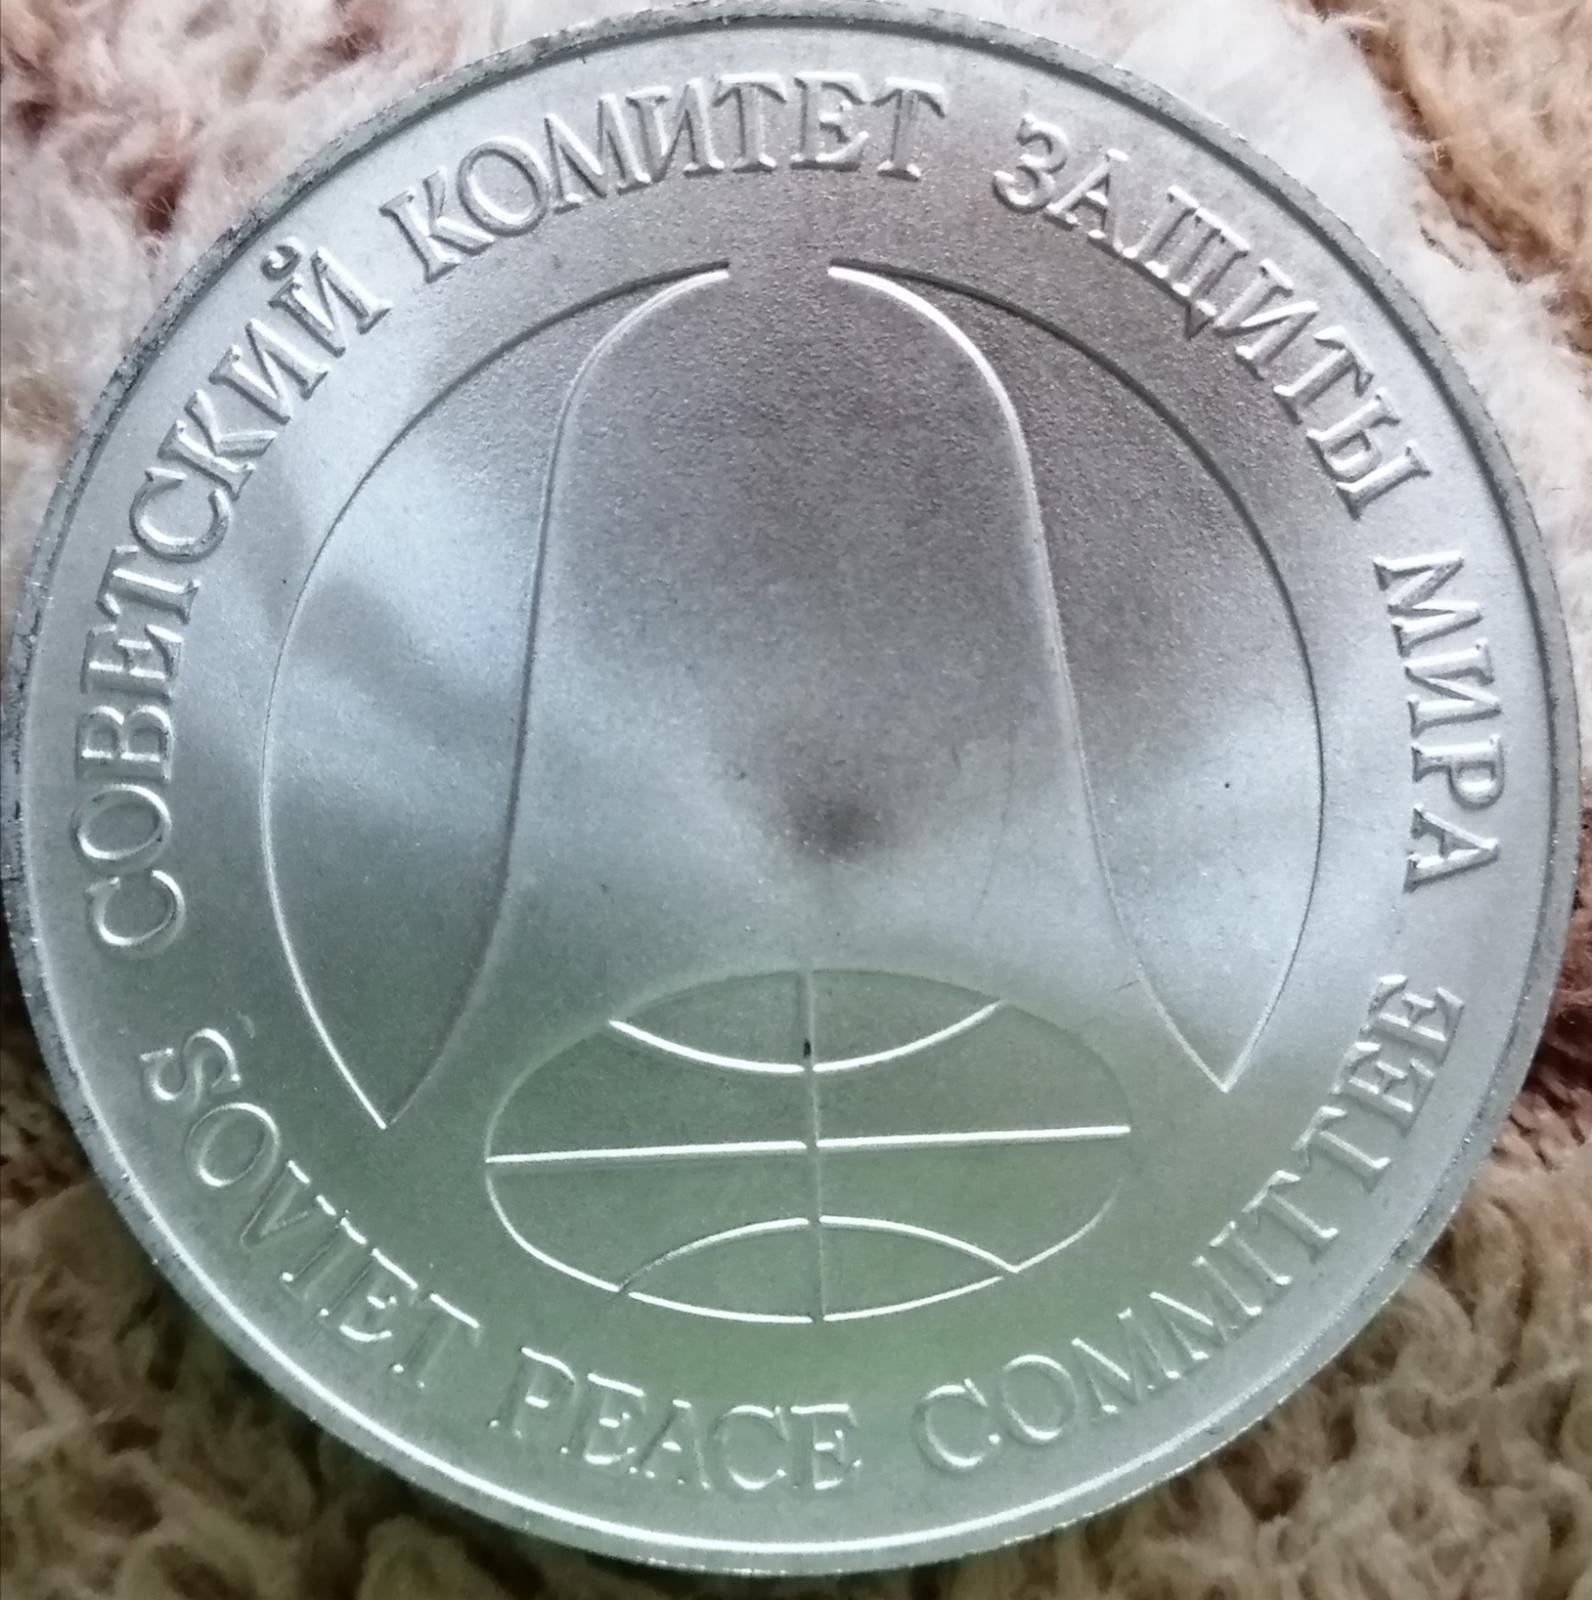 СОВЕТСКИЙ КОМИТЕТ ЗАЩИТЫ МИРА
SOVIET PEACE COMMITTEE